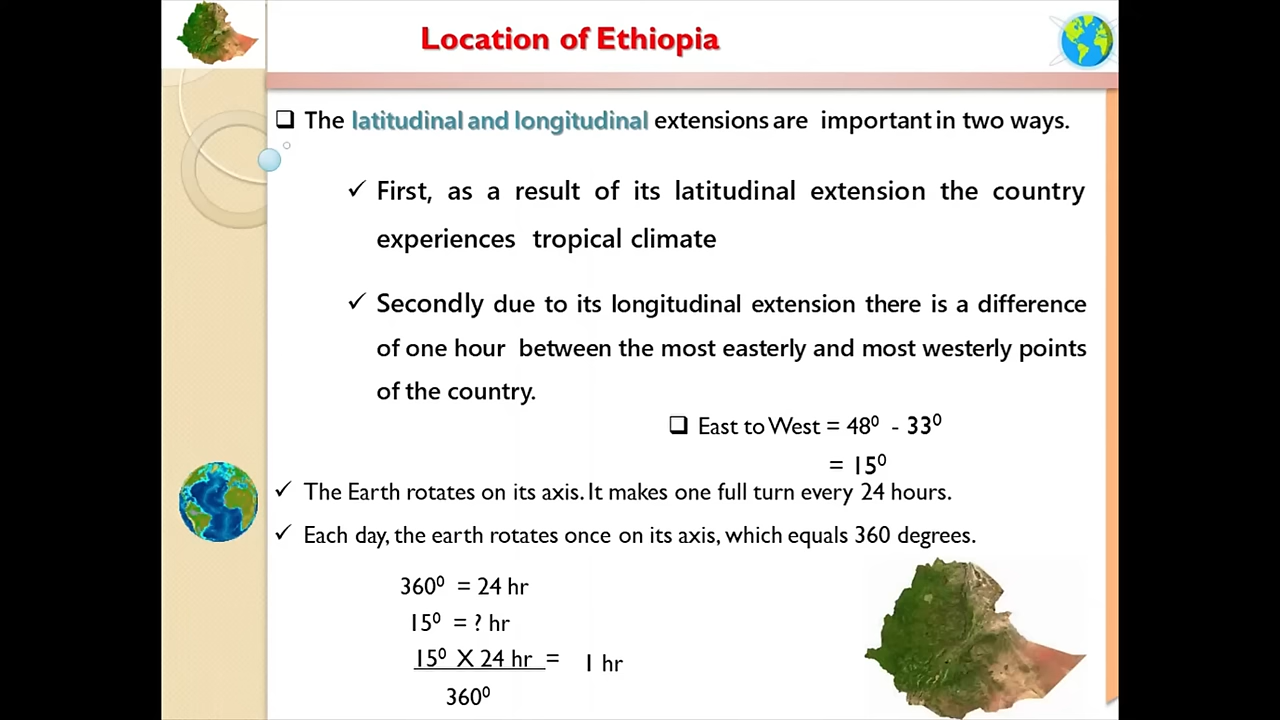 Location of Ethiopia
❑ The latitudinal and longitudinal extensions are important in two ways.
✓ First, as a result of its latitudinal extension the country
experiences tropical climate
✓ Secondly due to its longitudinal extension there is a difference
of one hour between the most easterly and most westerly points
of the country.
❑ East to West = 48⁰ - 33⁰
= 15⁰
✓ The Earth rotates on its axis. It makes one full turn every 24 hours.
✓ Each day, the earth rotates once on its axis, which equals 360 degrees.
360⁰ = 24 hr
15⁰ = ? hr
15⁰ X 24 hr = 1 hr
360⁰